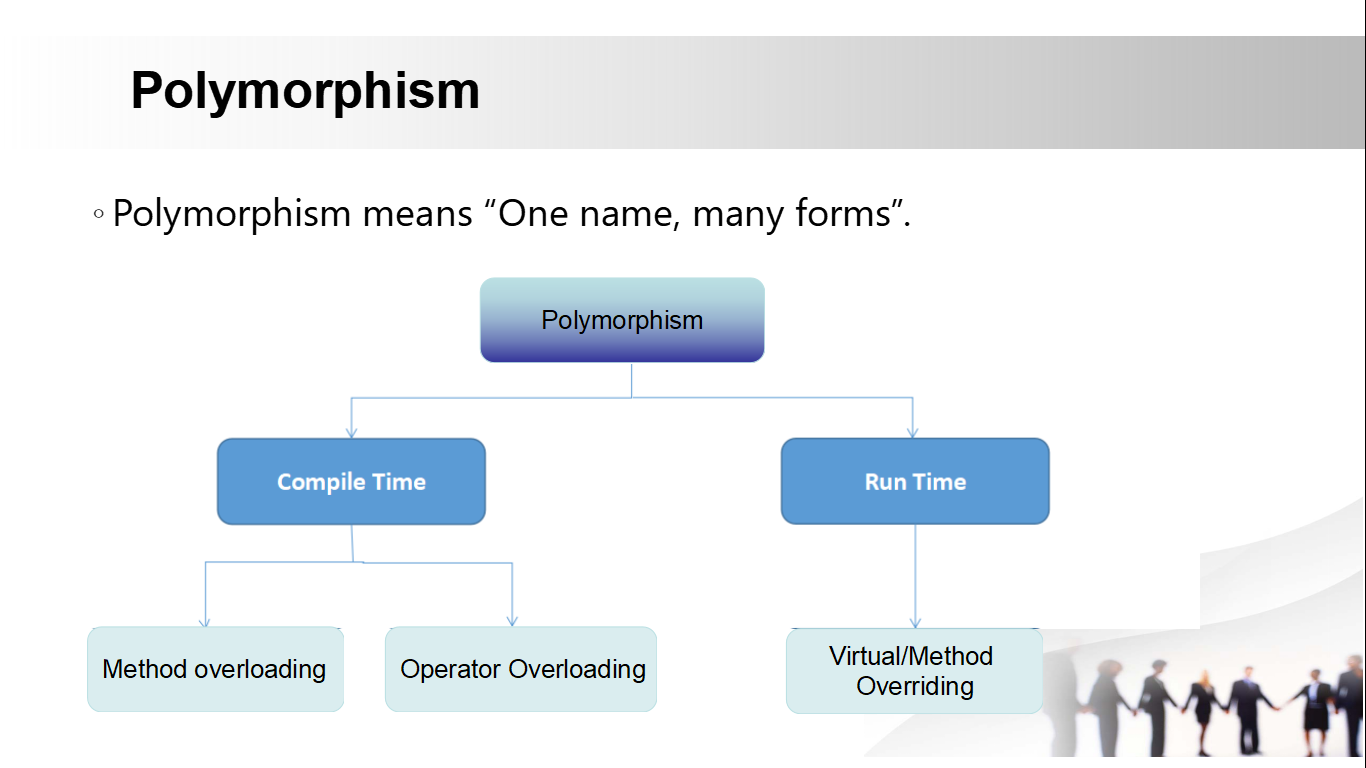 Polymorphism
◦ Polymorphism means “One name, many forms”.
Polymorphism
Compile Time
Run Time
Method overloading
Operator Overloading
Virtual/Method
Overriding